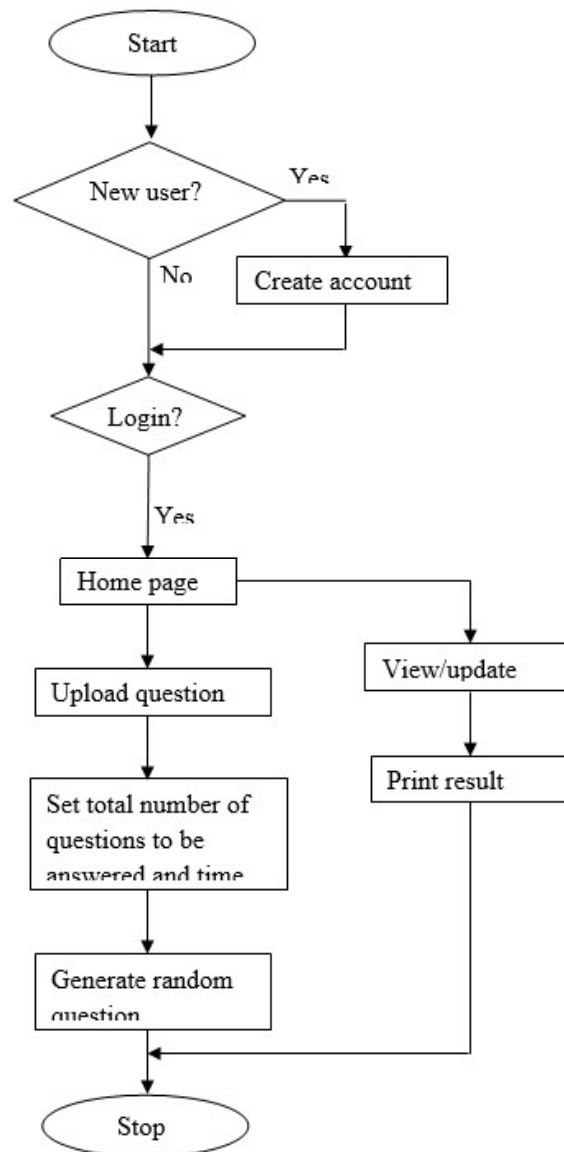 Start
New user?
Yes
No
Create account
Login?
Yes
Home page
View/update
Upload question
Print result
Set total number of
questions to be
answered and time
Generate random
question
Stop